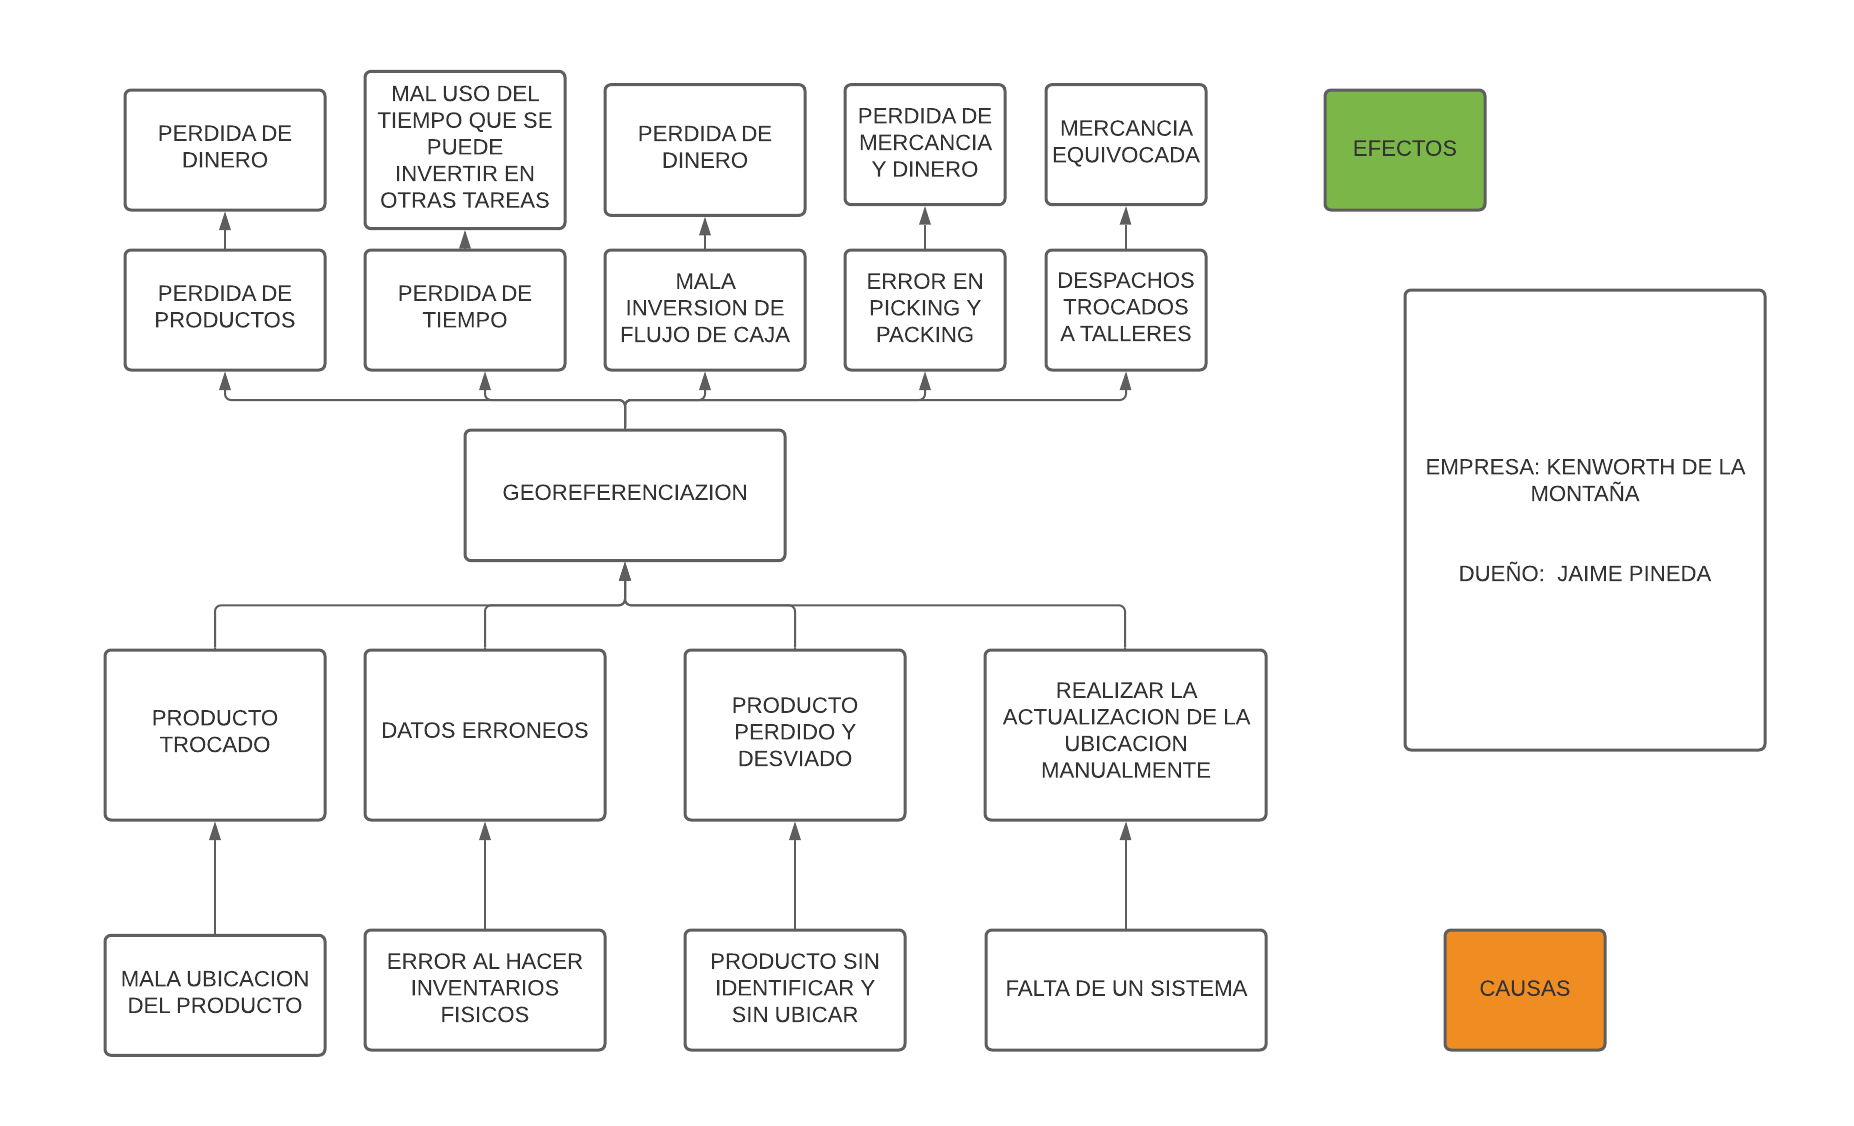 PERDIDA DE
DINERO
MAL USO DEL
TIEMPO QUE SE
PUEDE
INVERTIR EN
OTRAS TAREAS
PERDIDA DE
DINERO
PERDIDA DE
MERCANCIA
Y DINERO
MERCANCIA
EQUIVOCADA
EFECTOS
PERDIDA DE
PRODUCTOS
PERDIDA DE
TIEMPO
MALA
INVERSION DE
FLUJO DE CAJA
ERROR EN
PICKING Y
PACKING
DESPACHOS
TROCADOS
A TALLERES
GEOREFERENCIAZION
EMPRESA: KENWORTH DE LA
MONTAÑA
DUEÑO:  JAIME PINEDA
PRODUCTO
TROCADO
DATOS ERRONEOS
PRODUCTO
PERDIDO Y
DESVIADO
REALIZAR LA
ACTUALIZACION DE LA
UBICACION
MANUALMENTE
MALA UBICACION
DEL PRODUCTO
ERROR AL HACER
INVENTARIOS
FISICOS
PRODUCTO SIN
IDENTIFICAR Y
SIN UBICAR
FALTA DE UN SISTEMA
CAUSAS